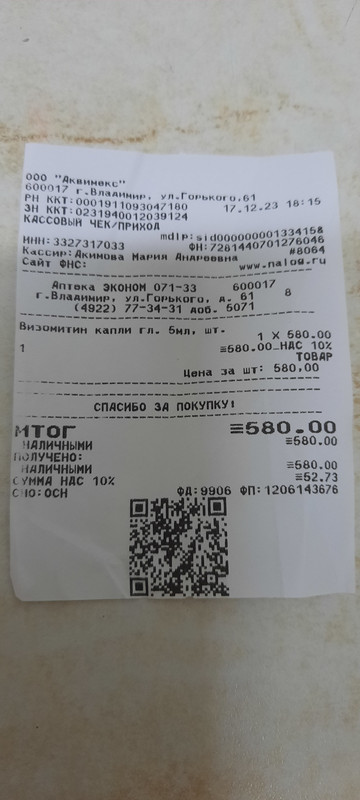 ООО "Аквимекс"
600017 г.Владимир, ул.Горького,61
РН ККТ:0001911093047180 17.12.23 18:15
ЗН ККТ:0231940012039124
КАССОВЫЙ ЧЕК/ПРИХОД
mdlp:sid000000001334158
ИНН:3327317033 ФН:7281440701276046
Кассир:Акимова Мария Андреевна #8064
Сайт ФНС: www.nalog.ru
Аптека ЭКОНОМ 071-33 600017
г.Владимир, ул.Горького, д. 61 8
(4922) 77-34-31 доб. 5071
Визомитин капли гл. 5мл, шт.
1 X 580.00
1 ≡580.00_НДС 10%
ТОВАР
Цена за шт: 580,00
СПАСИБО ЗА ПОКУПКУ!
ИТОГ ≡580.00
НАЛИЧНЫМИ ≡580.00
ПОЛУЧЕНО:
НАЛИЧНЫМИ ≡580.00
СУММА НДС 10% ≡52.73
СНО:ОСН ФД:9906 ФП:1206143676